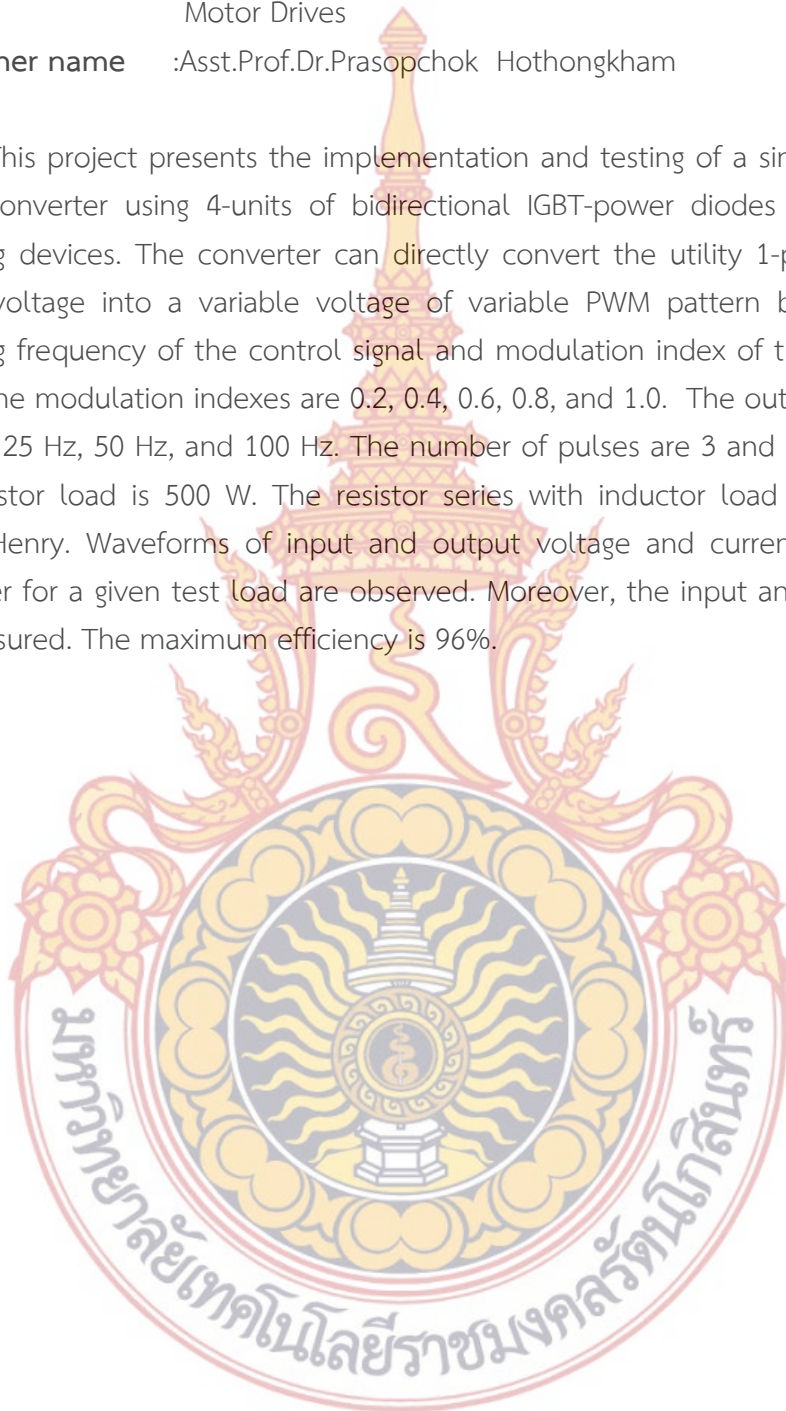 Motor Drives
ner name :Asst.Prof.Dr.Prasopchok Hothongkham
This project presents the implementation and testing of a sin
onverter using 4-units of bidirectional IGBT-power diodes
g devices. The converter can directly convert the utility 1-p
voltage into a variable voltage of variable PWM pattern b
g frequency of the control signal and modulation index of t
ne modulation indexes are 0.2, 0.4, 0.6, 0.8, and 1.0. The out
25 Hz, 50 Hz, and 100 Hz. The number of pulses are 3 and
stor load is 500 W. The resistor series with inductor load
Henry. Waveforms of input and output voltage and curren
er for a given test load are observed. Moreover, the input an
sured. The maximum efficiency is 96%.
มหาวิทยาลัยเทคโนโลยีราชมงคลรัตนโกสินทร์